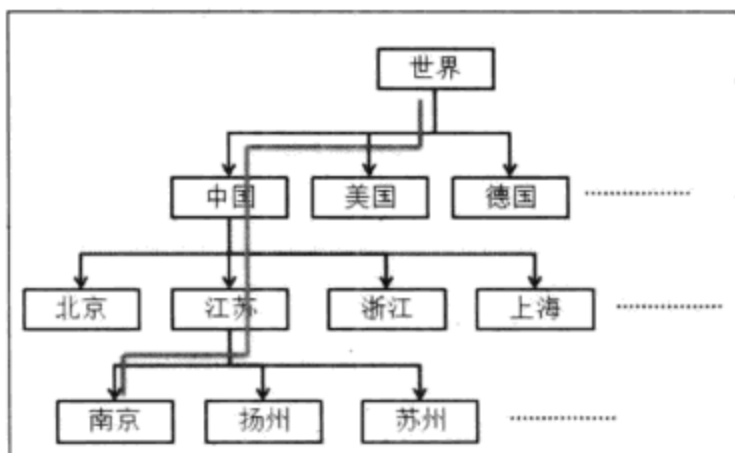 世界
中国 美国 德国 ……………
北京 江苏 浙江 上海 ……………
南京 扬州 苏州 ……………